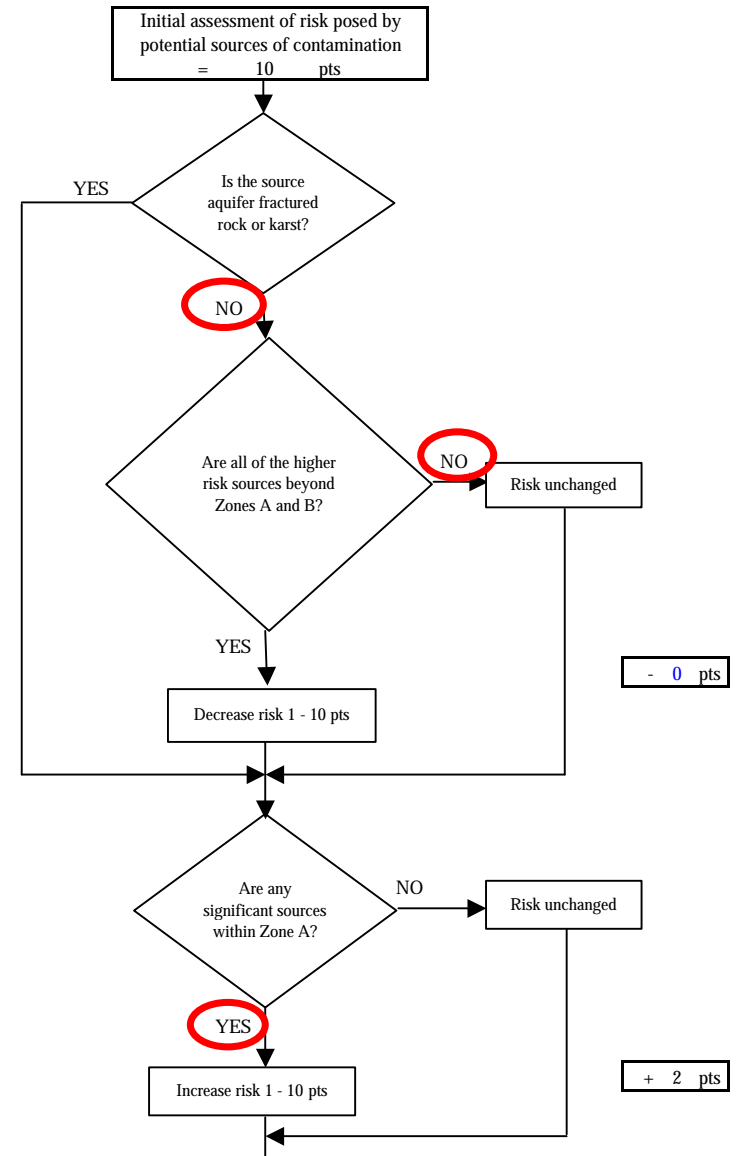 Initial assessment of risk posed by
potential sources of contamination
= 10 pts
YES
Is the source
aquifer fractured
rock or karst?
NO
Are all of the higher
risk sources beyond
Zones A and B?
NO
Risk unchanged
YES
- 0 pts
Decrease risk 1 - 10 pts
Are any
significant sources
within Zone A?
NO
Risk unchanged
YES
+ 2 pts
Increase risk 1 - 10 pts